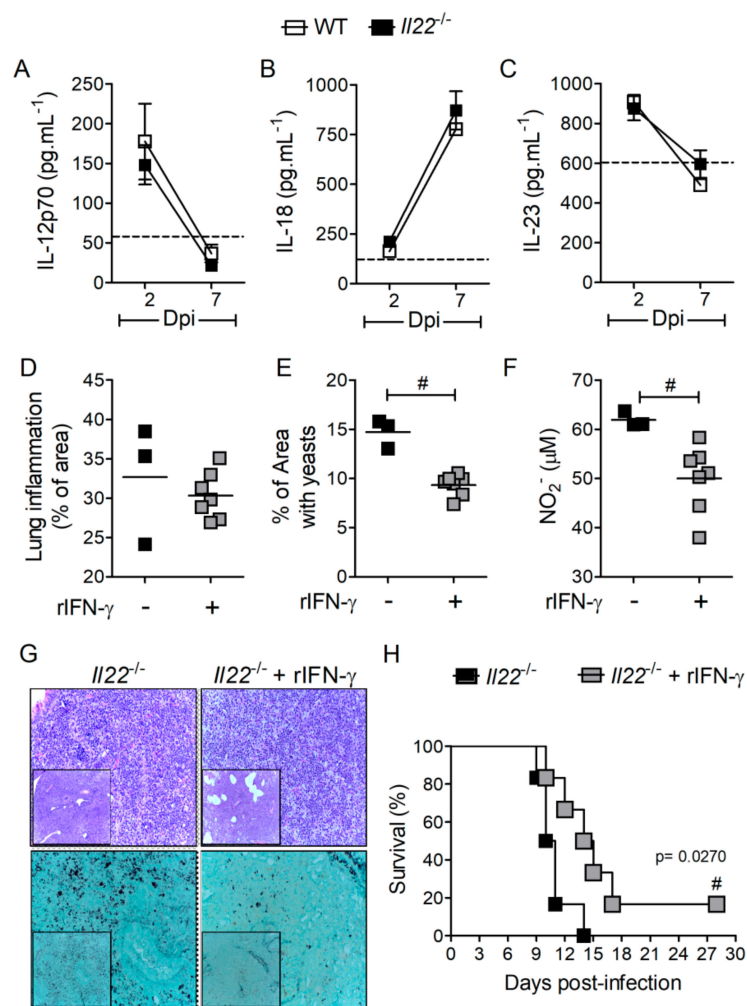 WT Il22-/-
A
IL-12p70 (pg.mL-1)
250
200
150
100
50
0
2 7
Dpi
B
IL-18 (pg.mL-1)
1000
750
500
250
0
2 7
Dpi
C
IL-23 (pg.mL-1)
1000
800
600
400
200
0
2 7
Dpi
D
Lung inflammation
(% of area)
45
40
35
30
25
20
rIFN-γ - +
E
% of Area
with yeasts
20
15
10
5
0
#
rIFN-γ - +
F
NO2- (μM)
70
60
50
40
30
#
rIFN-γ - +
G
Il22-/- Il22-/- + rIFN-γ
H
Il22-/- Il22-/- + rIFN-γ
Survival (%)
100
80
60
40
20
0
p= 0.0270
#
0 3 6 9 12 15 18 21 24 27 30
Days post-infection